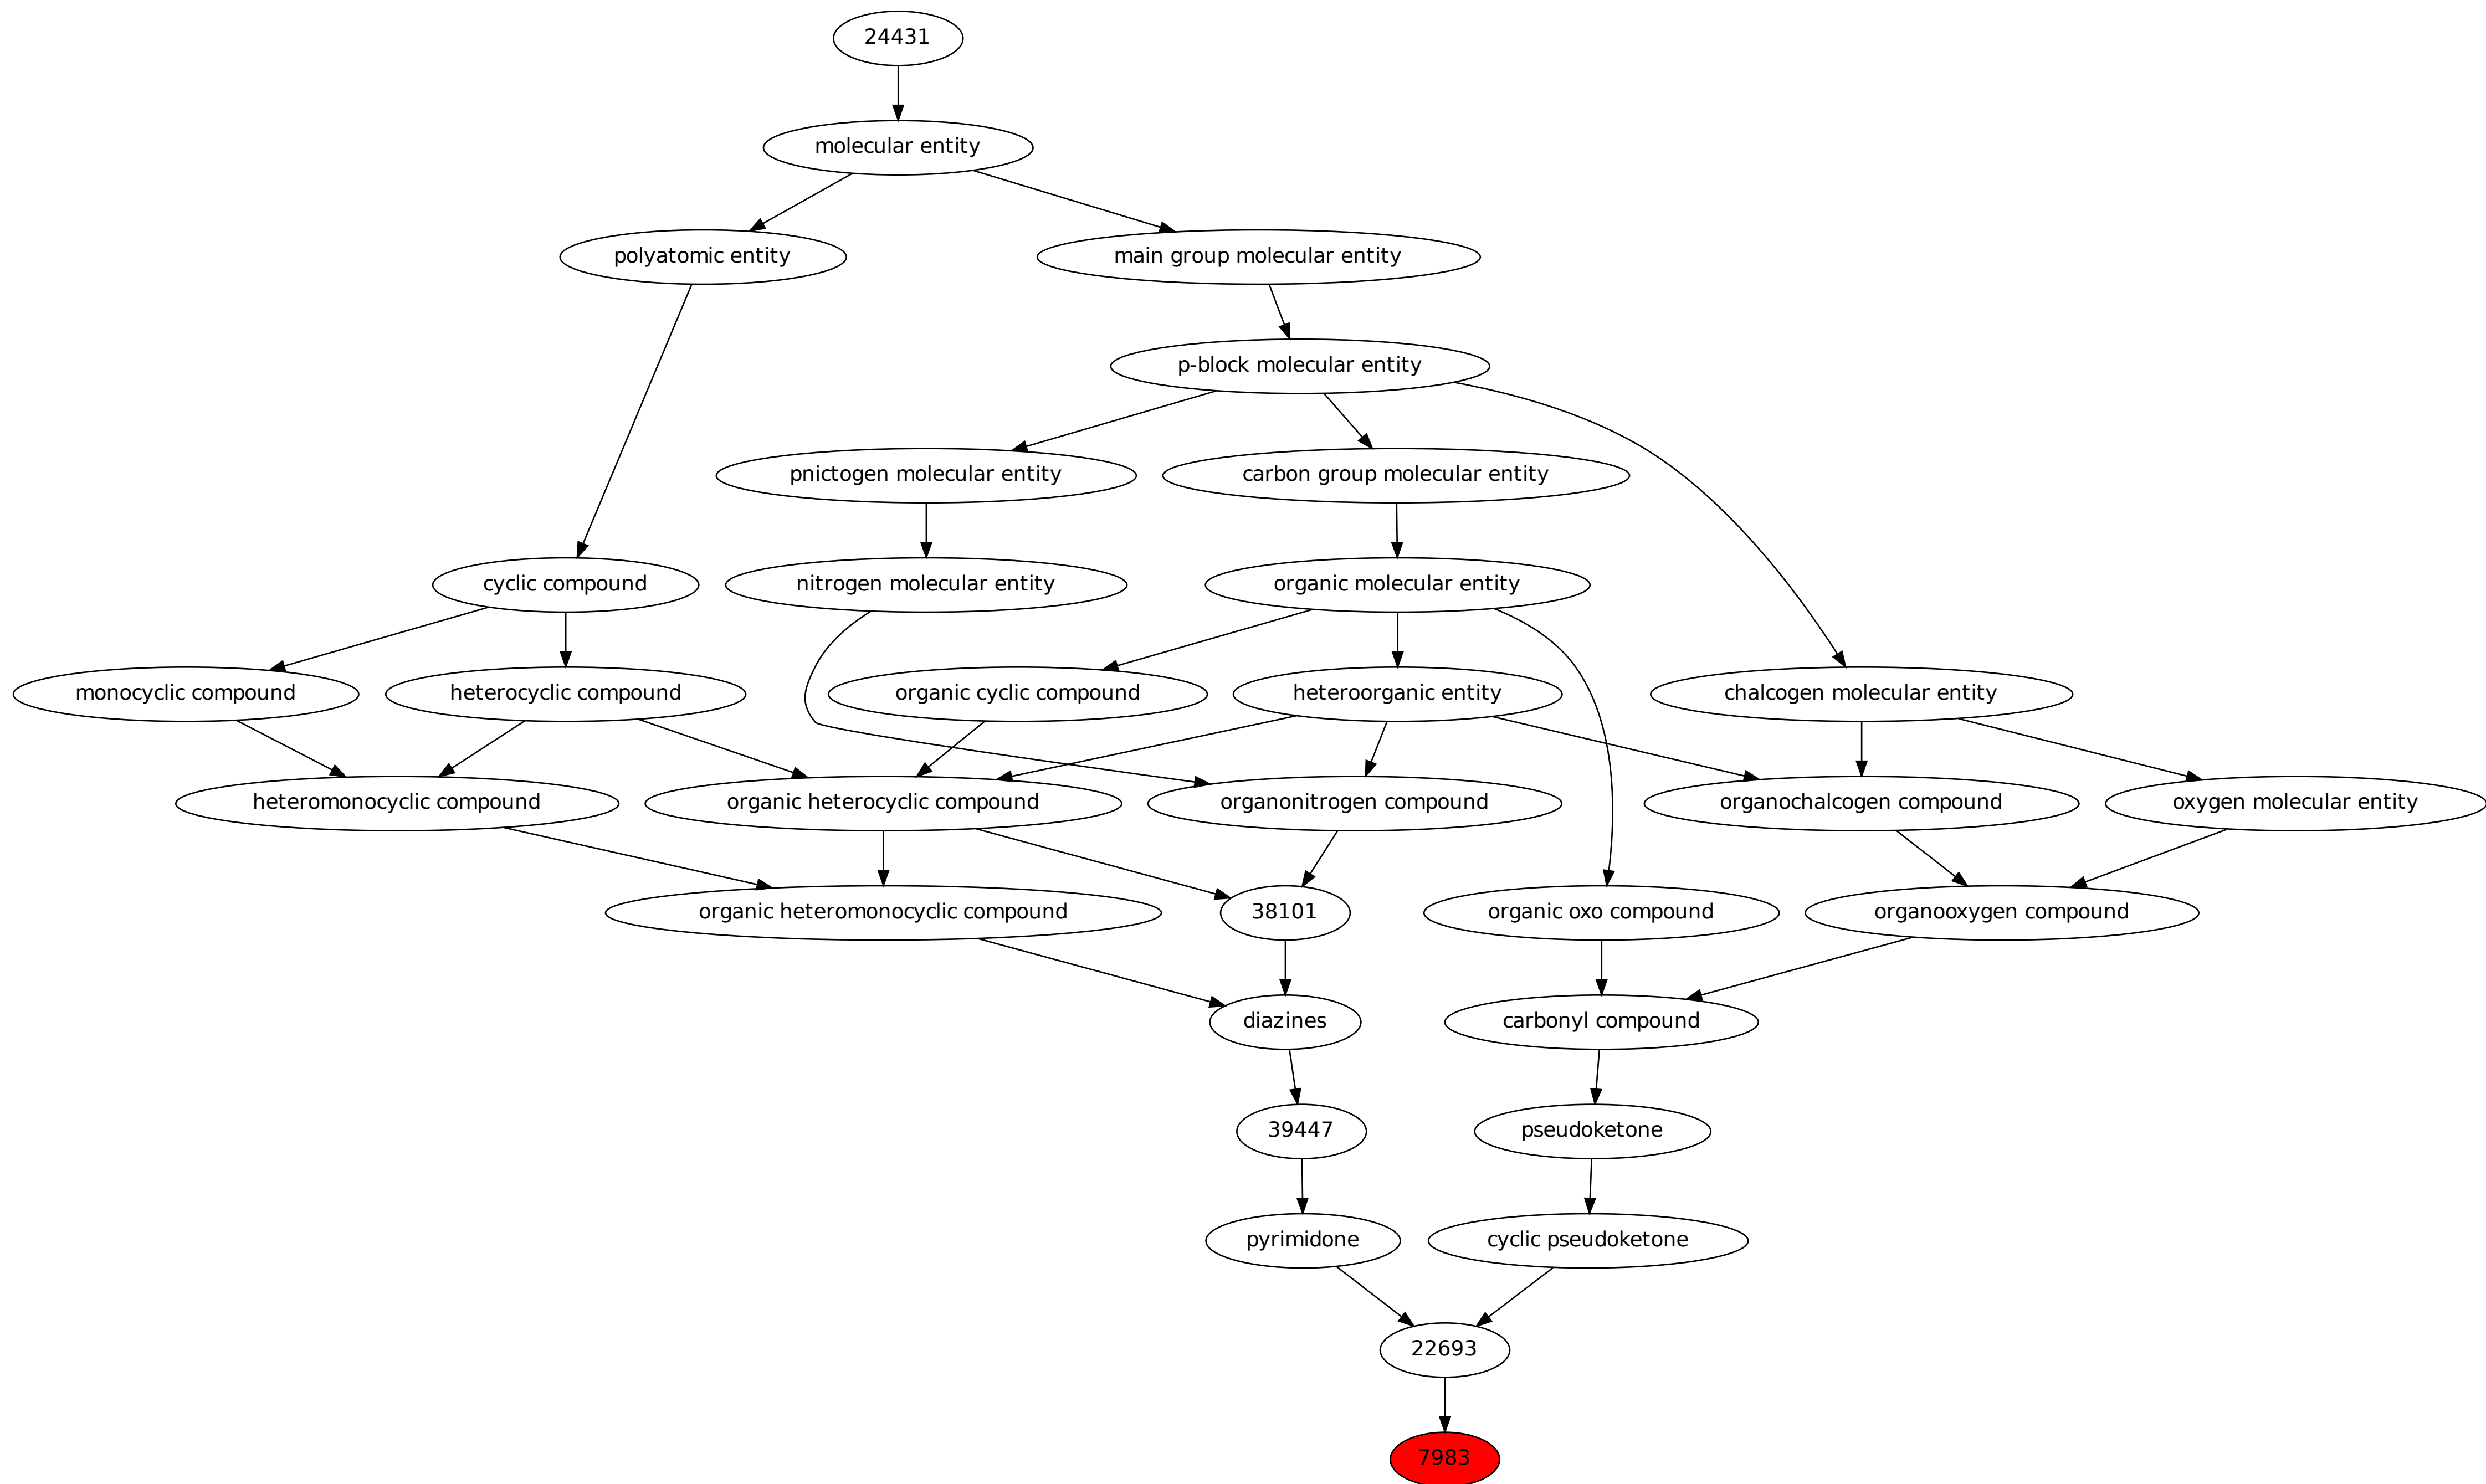 24431
molecular entity
polyatomic entity
main group molecular entity
p-block molecular entity
pnictogen molecular entity
carbon group molecular entity
cyclic compound
nitrogen molecular entity
organic molecular entity
monocyclic compound
heterocyclic compound
organic cyclic compound
heteroorganic entity
chalcogen molecular entity
heteromonocyclic compound
organic heterocyclic compound
organonitrogen compound
organochalcogen compound
oxygen molecular entity
organic heteromonocyclic compound
38101
organic oxo compound
organooxygen compound
diazines
carbonyl compound
39447
pseudoketone
pyrimidone
cyclic pseudoketone
22693
7983